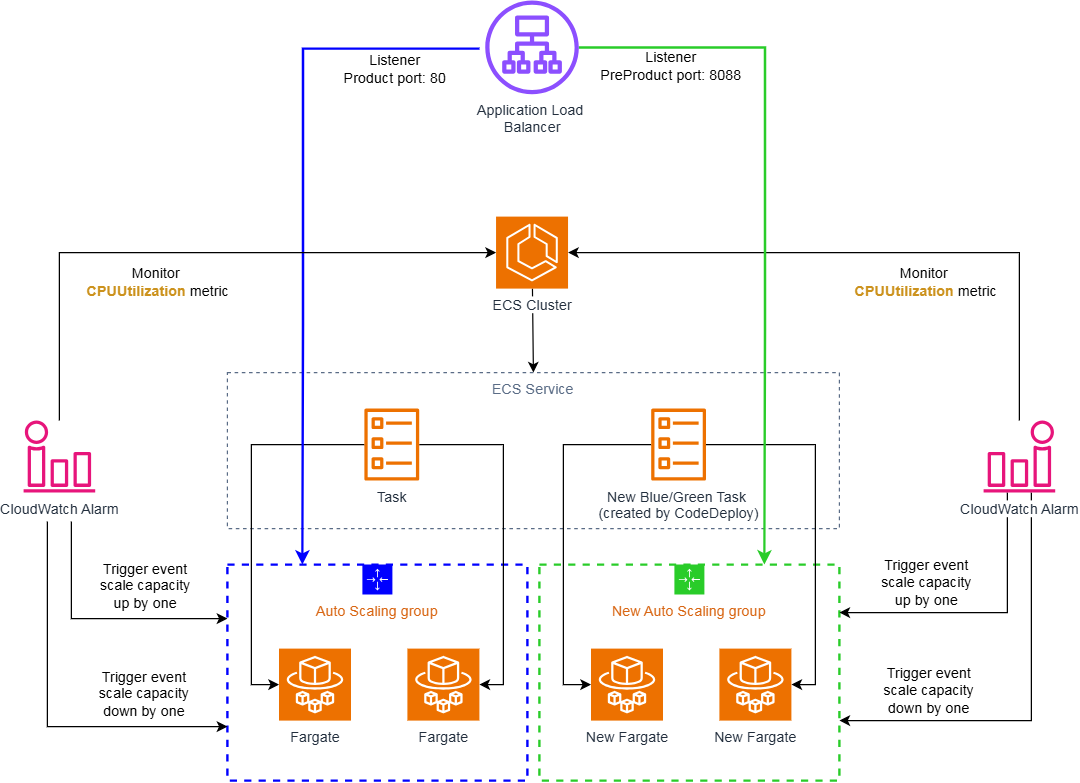 Listener
Product port: 80
Listener
PreProduct port: 8088
Application Load
Balancer
Monitor
CPUUtilization metric
Monitor
CPUUtilization metric
ECS Cluster
ECS Service
Task
New Blue/Green Task
(created by CodeDeploy)
CloudWatch Alarm
CloudWatch Alarm
Trigger event
scale capacity
up by one
Trigger event
scale capacity
up by one
Auto Scaling group
New Auto Scaling group
Trigger event
scale capacity
down by one
Trigger event
scale capacity
down by one
Fargate
Fargate
New Fargate
New Fargate